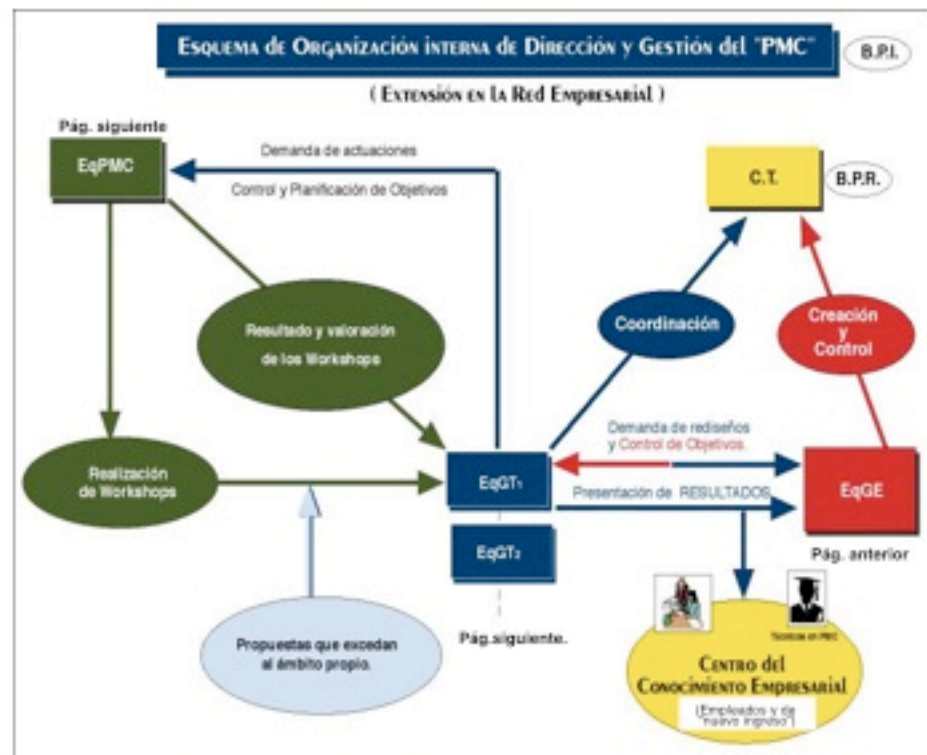 ESQUEMA DE ORGANIZACIÓN INTERNA DE DIRECCIÓN Y GESTIÓN DEL "PMC"
B.P.I.
( EXTENSIÓN EN LA RED EMPRESARIAL )
Pág. siguiente
EqPMC
Demanda de actuaciones
Control y Planificación de Objetivos
C.T.
B.P.R.
Resultado y valoración
de los Workshops
Coordinación
Creación
y
Control
Demanda de rediseños
y Control de Objetivos.
Realización
de Workshops
EqGT1
Presentación de RESULTADOS
EqGE
EqGT2
Pág. anterior
Pág.siguiente.
Propuestas que excedan
al ámbito propio.
Técnicos en PMC
CENTRO DEL
CONOCIMIENTO EMPRESARIAL
(Empleados y de
"nuevo ingreso")